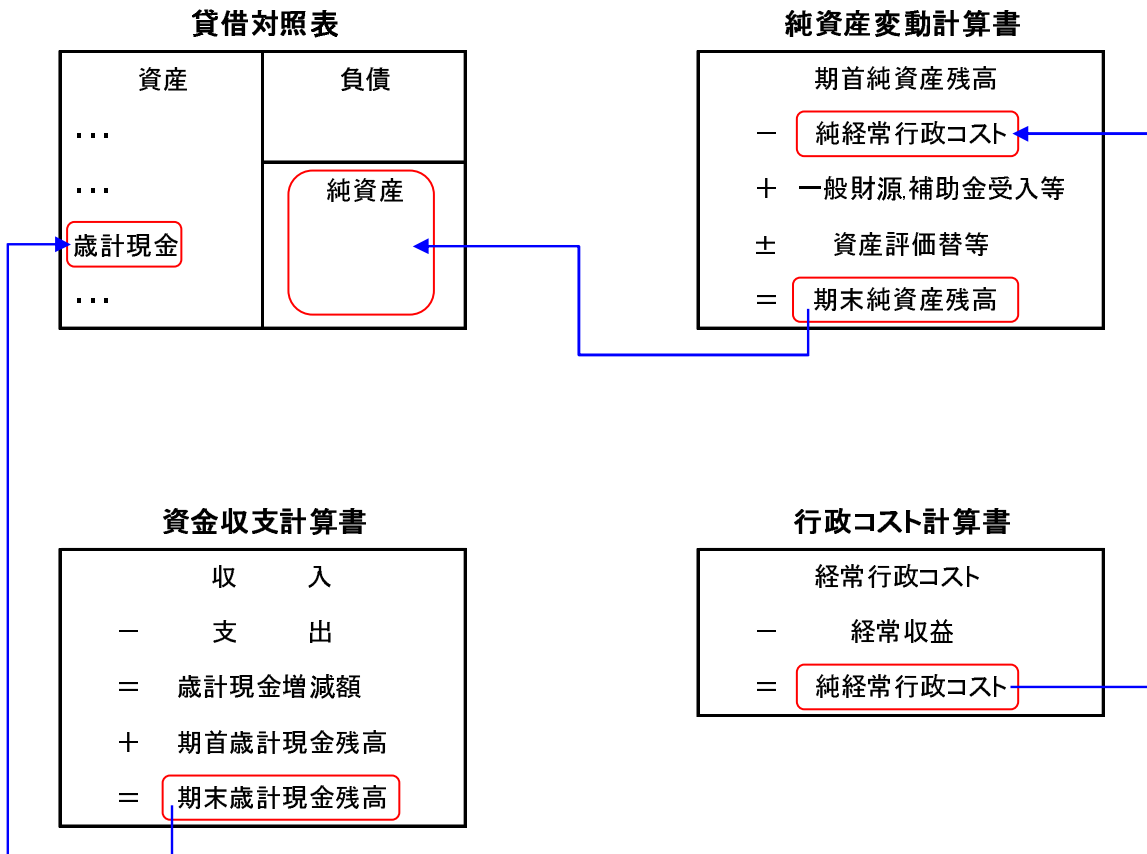 貸借対照表
資産
負債
…
…
純資産
歳計現金
…
純資産変動計算書
期首純資産残高
－ 純経常行政コスト
＋ 一般財源,補助金受入等
± 資産評価替等
＝ 期末純資産残高
資金収支計算書
収 入
－ 支 出
＝ 歳計現金増減額
＋ 期首歳計現金残高
＝ 期末歳計現金残高
行政コスト計算書
経常行政コスト
－ 経常収益
＝ 純経常行政コスト